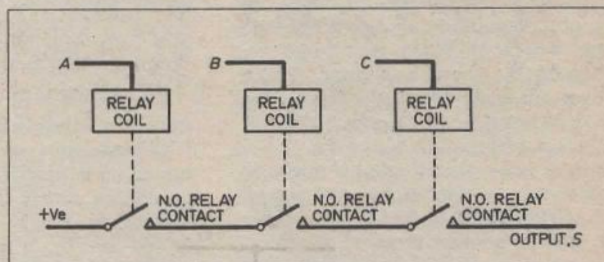 A
B
C
RELAY
COIL
RELAY
COIL
RELAY
COIL
+Ve
N.O. RELAY
CONTACT
N.O. RELAY
CONTACT
N.O. RELAY
CONTACT
OUTPUT, S